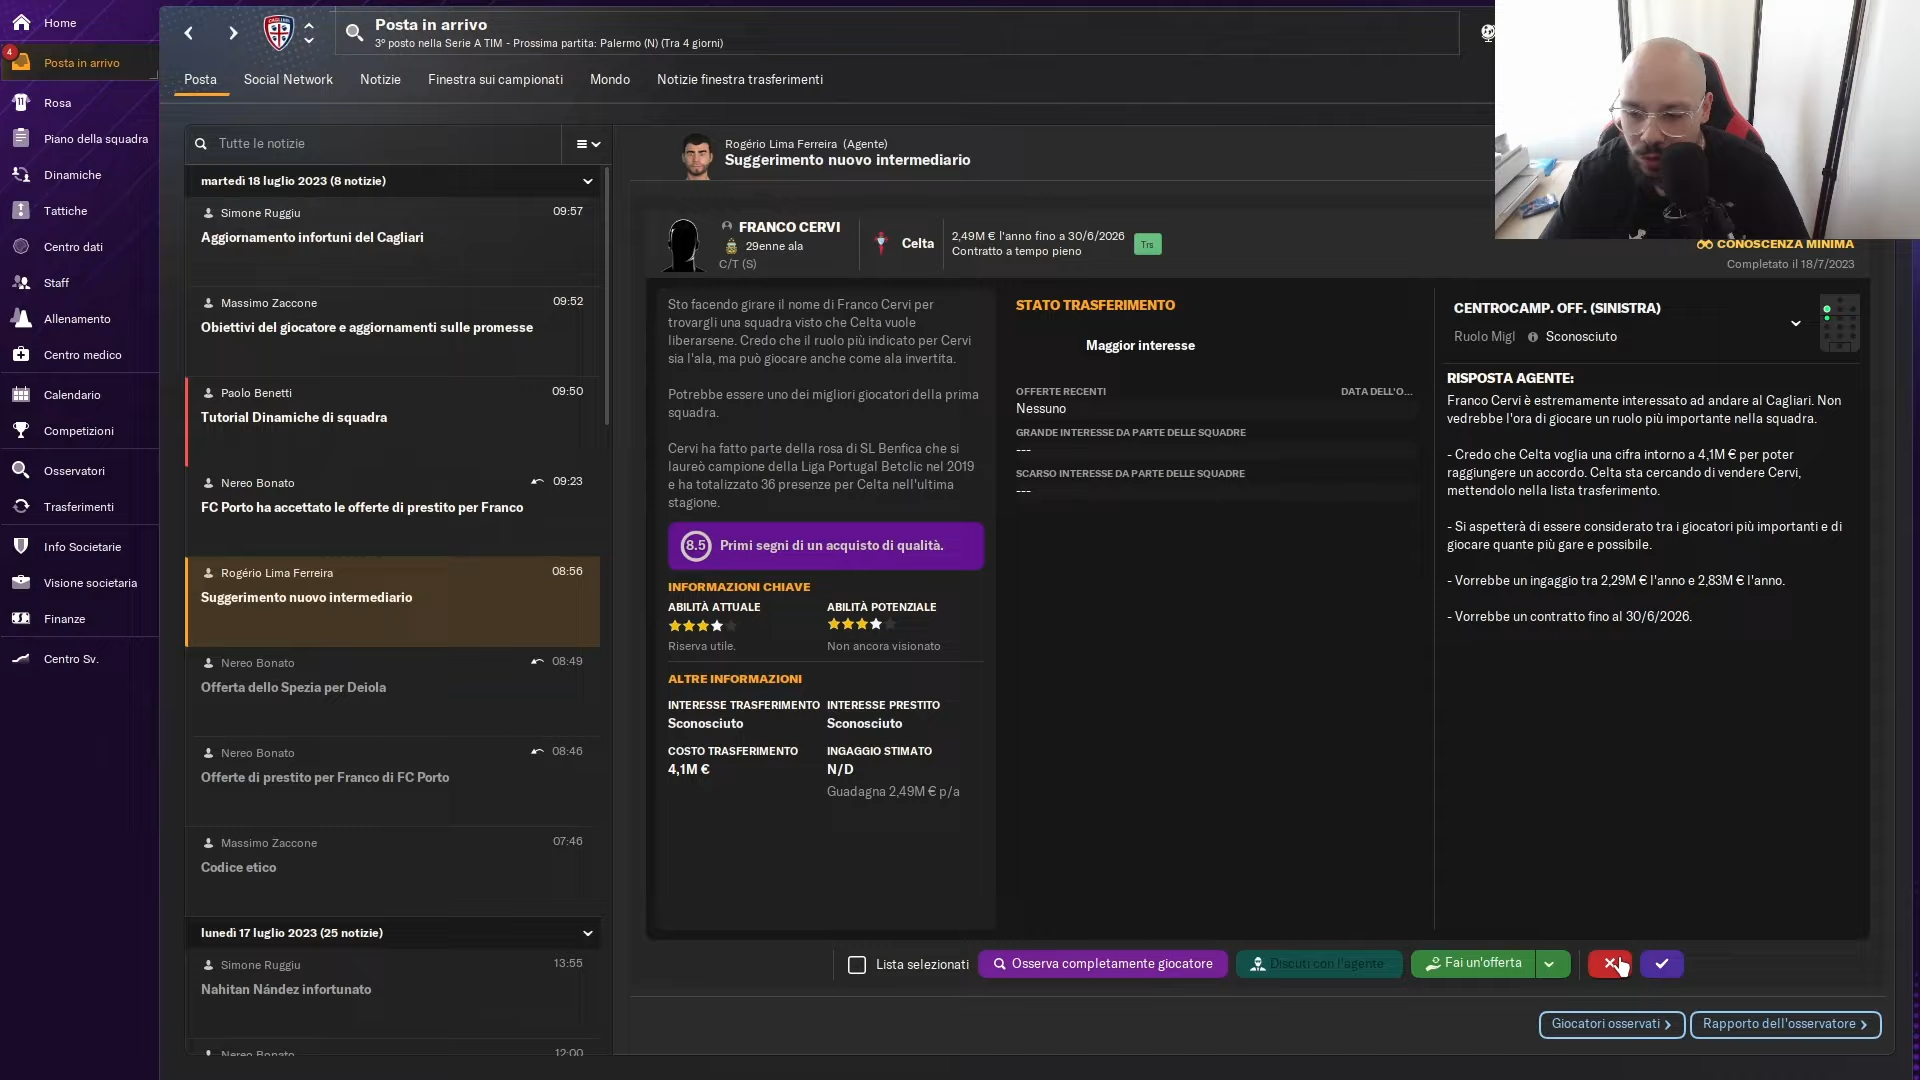 Home
4
Posta in arrivo
Rosa
Piano della squadra
Dinamiche
Tattiche
Centro dati
Staff
Allenamento
Centro medico
Calendario
Competizioni
Osservatori
Trasferimenti
Info Societarie
Visione societaria
Finanze
Centro Sv.
Posta in arrivo
3° posto nella Serie A TIM - Prossima partita: Palermo (N) (Tra 4 giorni)
Posta
Social Network
Notizie
Finestra sui campionati
Mondo
Notizie finestra trasferimenti
Tutte le notizie
martedì 18 luglio 2023 (8 notizie)
Simone Ruggiu 09:57
Aggiornamento infortuni del Cagliari
Massimo Zaccone 09:52
Obiettivi del giocatore e aggiornamenti sulle promesse
Paolo Benetti 09:50
Tutorial Dinamiche di squadra
Nereo Bonato 09:23
FC Porto ha accettato le offerte di prestito per Franco
Rogério Lima Ferreira 08:56
Suggerimento nuovo intermediario
Nereo Bonato 08:49
Offerta dello Spezia per Deiola
Nereo Bonato 08:46
Offerte di prestito per Franco di FC Porto
Massimo Zaccone 07:46
Codice etico
lunedì 17 luglio 2023 (25 notizie)
Simone Ruggiu 13:55
Nahitan Nández infortunato
Nereo Bonato 12:00
Rogério Lima Ferreira (Agente)
Suggerimento nuovo intermediario
FRANCO CERVI
29enne ala
C/T (S)
Celta
2,49M € l'anno fino a 30/6/2026
Contratto a tempo pieno
Trs
CONOSCENZA MINIMA
Completato il 18/7/2023
Sto facendo girare il nome di Franco Cervi per
trovargli una squadra visto che Celta vuole
liberarsene. Credo che il ruolo più indicato per Cervi
sia l'ala, ma può giocare anche come ala invertita.
Potrebbe essere uno dei migliori giocatori della prima
squadra.
Cervi ha fatto parte della rosa di SL Benfica che si
laureò campione della Liga Portugal Betclic nel 2019
e ha totalizzato 36 presenze per Celta nell'ultima
stagione.
8.5 Primi segni di un acquisto di qualità.
INFORMAZIONI CHIAVE
ABILITÀ ATTUALE
Riserva utile.
ABILITÀ POTENZIALE
Non ancora visionato
ALTRE INFORMAZIONI
INTERESSE TRASFERIMENTO
Sconosciuto
INTERESSE PRESTITO
Sconosciuto
COSTO TRASFERIMENTO
4,1M €
INGAGGIO STIMATO
N/D
Guadagna 2,49M € p/a
STATO TRASFERIMENTO
Maggior interesse
OFFERTE RECENTI DATA DELL'O...
Nessuno
GRANDE INTERESSE DA PARTE DELLE SQUADRE
---
SCARSO INTERESSE DA PARTE DELLE SQUADRE
---
CENTROCAMP. OFF. (SINISTRA)
Ruolo Migl Sconosciuto
RISPOSTA AGENTE:
Franco Cervi è estremamente interessato ad andare al Cagliari. Non
vedrebbe l'ora di giocare un ruolo più importante nella squadra.
- Credo che Celta voglia una cifra intorno a 4,1M € per poter
raggiungere un accordo. Celta sta cercando di vendere Cervi,
mettendolo nella lista trasferimento.
- Si aspetterà di essere considerato tra i giocatori più importanti e di
giocare quante più gare e possibile.
- Vorrebbe un ingaggio tra 2,29M € l'anno e 2,83M € l'anno.
- Vorrebbe un contratto fino al 30/6/2026.
Lista selezionati
Osserva completamente giocatore
Discuti con l'agente
Fai un'offerta
Giocatori osservati
Rapporto dell'osservatore